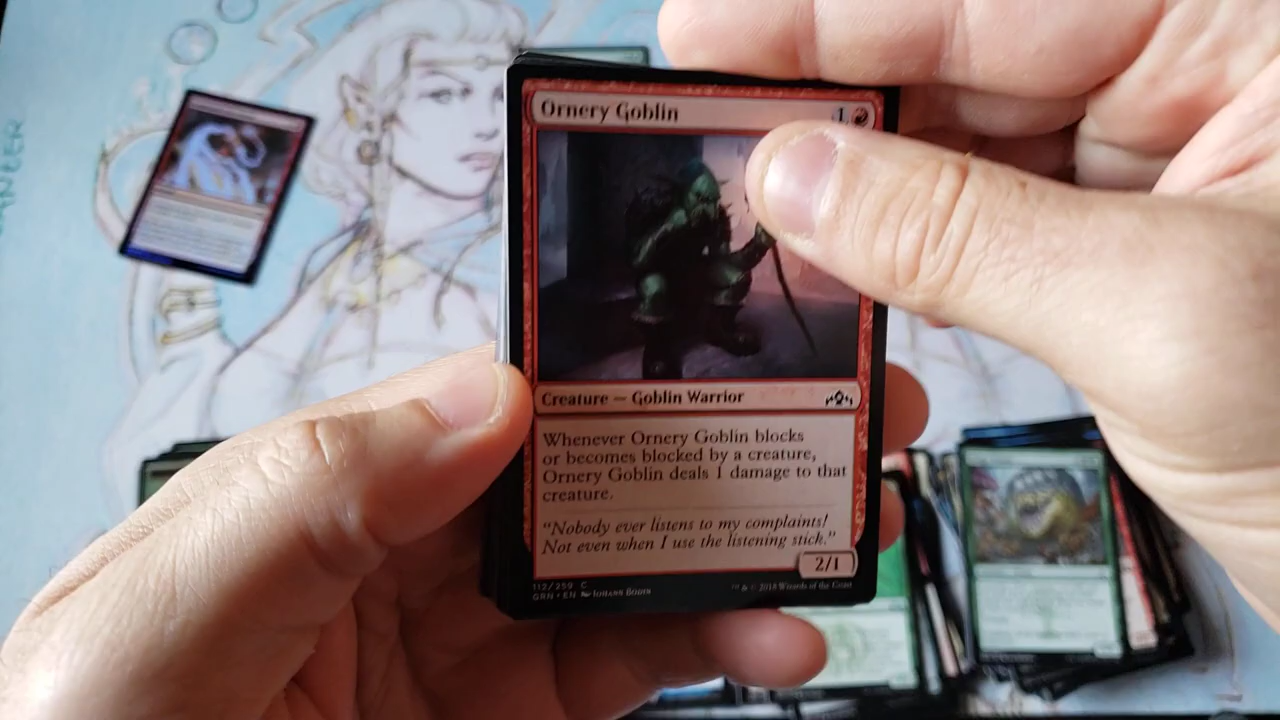 Ornery Goblin 1
Creature — Goblin Warrior
Whenever Ornery Goblin blocks
or becomes blocked by a creature,
Ornery Goblin deals 1 damage to that
creature.
"Nobody ever listens to my complaints!
Not even when I use the listening stick."
2/1
112/259 C
GRN • EN Johann Bodin
™ & © 2018 Wizards of the Coast